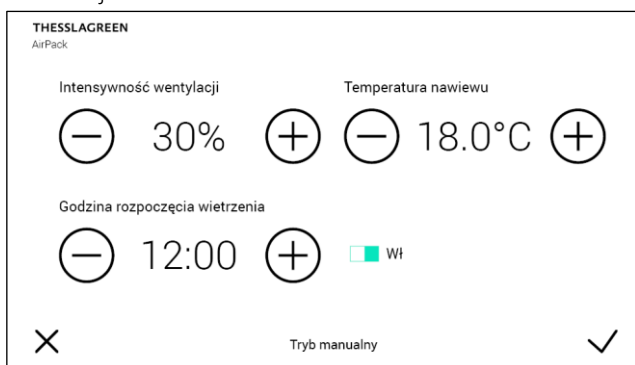 THESSLAGREEN
AirPack
Intensywność wentylacji
Temperatura nawiewu
30%
18.0°C
Godzina rozpoczęcia wietrzenia
12:00
Wł
Tryb manualny